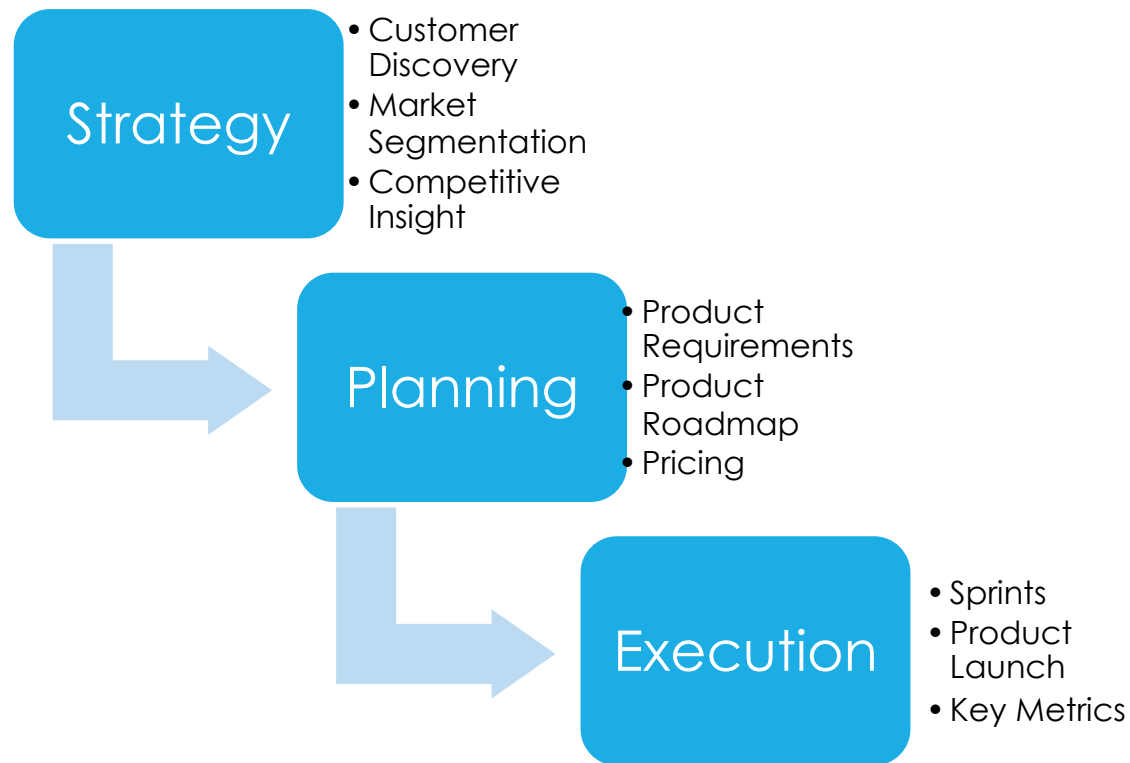 Strategy
• Customer
Discovery
• Market
Segmentation
• Competitive
Insight
Planning
• Product
Requirements
• Product
Roadmap
• Pricing
Execution
• Sprints
• Product
Launch
• Key Metrics